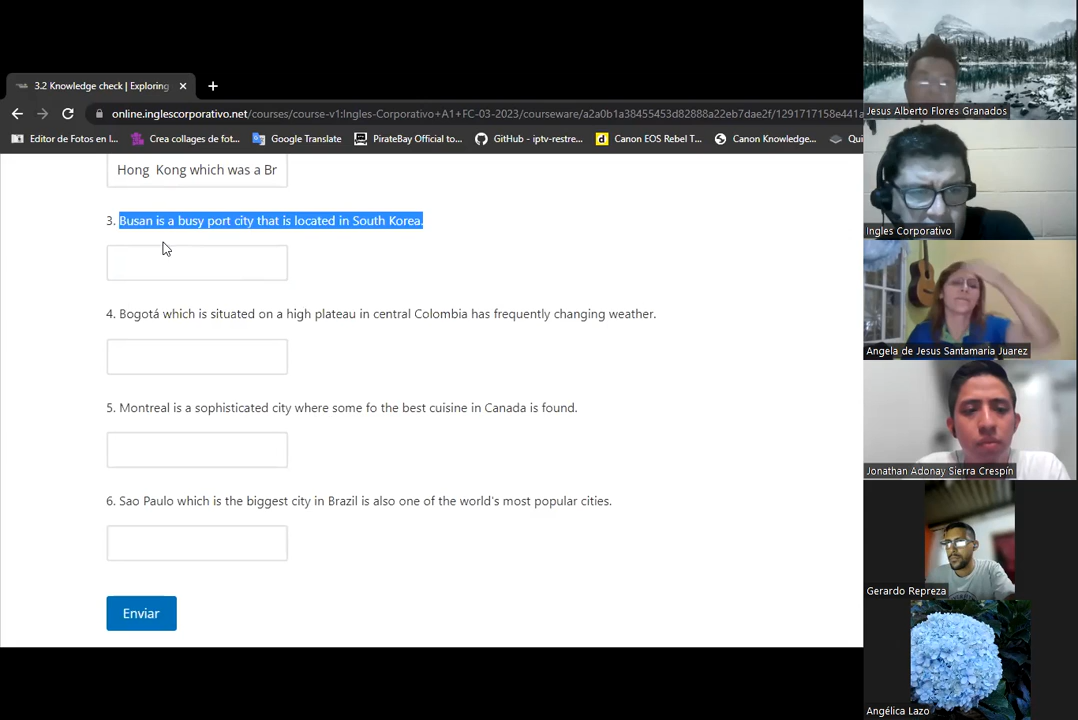 3.2 Knowledge check | Exploring
online.inglescorporativo.net/courses/course-v1:Ingles-Corporativo+A1+FC-03-2023/courseware/a2a0b1a38455453d82888a22eb7dae2f/1291717158e441a
Editor de Fotos en l... Crea collages de fot... Google Translate PirateBay Official to... GitHub - iptv-restre... Canon EOS Rebel T... Canon Knowledge... Qui
Hong Kong which was a Br
3. Busan is a busy port city that is located in South Korea.
4. Bogotá which is situated on a high plateau in central Colombia has frequently changing weather.
5. Montreal is a sophisticated city where some fo the best cuisine in Canada is found.
6. Sao Paulo which is the biggest city in Brazil is also one of the world's most popular cities.
Enviar
Jesus Alberto Flores Granados
Ingles Corporativo
Angela de Jesus Santamaria Juarez
Jonathan Adonay Sierra Crespín
Gerardo Repreza
Angélica Lazo